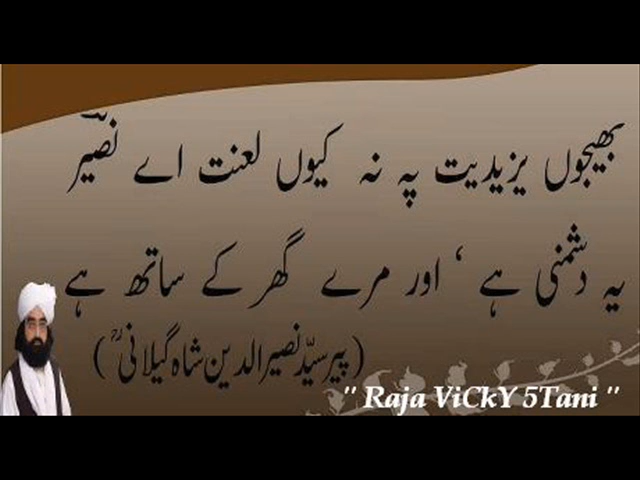 بھیجوں یزیدیت پہ نہ کیوں لعنت اے نصیرؔ
یہ دشمنی ہے ، اور مرے گھر کے ساتھ ہے
(پیر سیّد نصیر الدین شاہ گیلانیؒ)
" Raja ViCkY 5Tani "